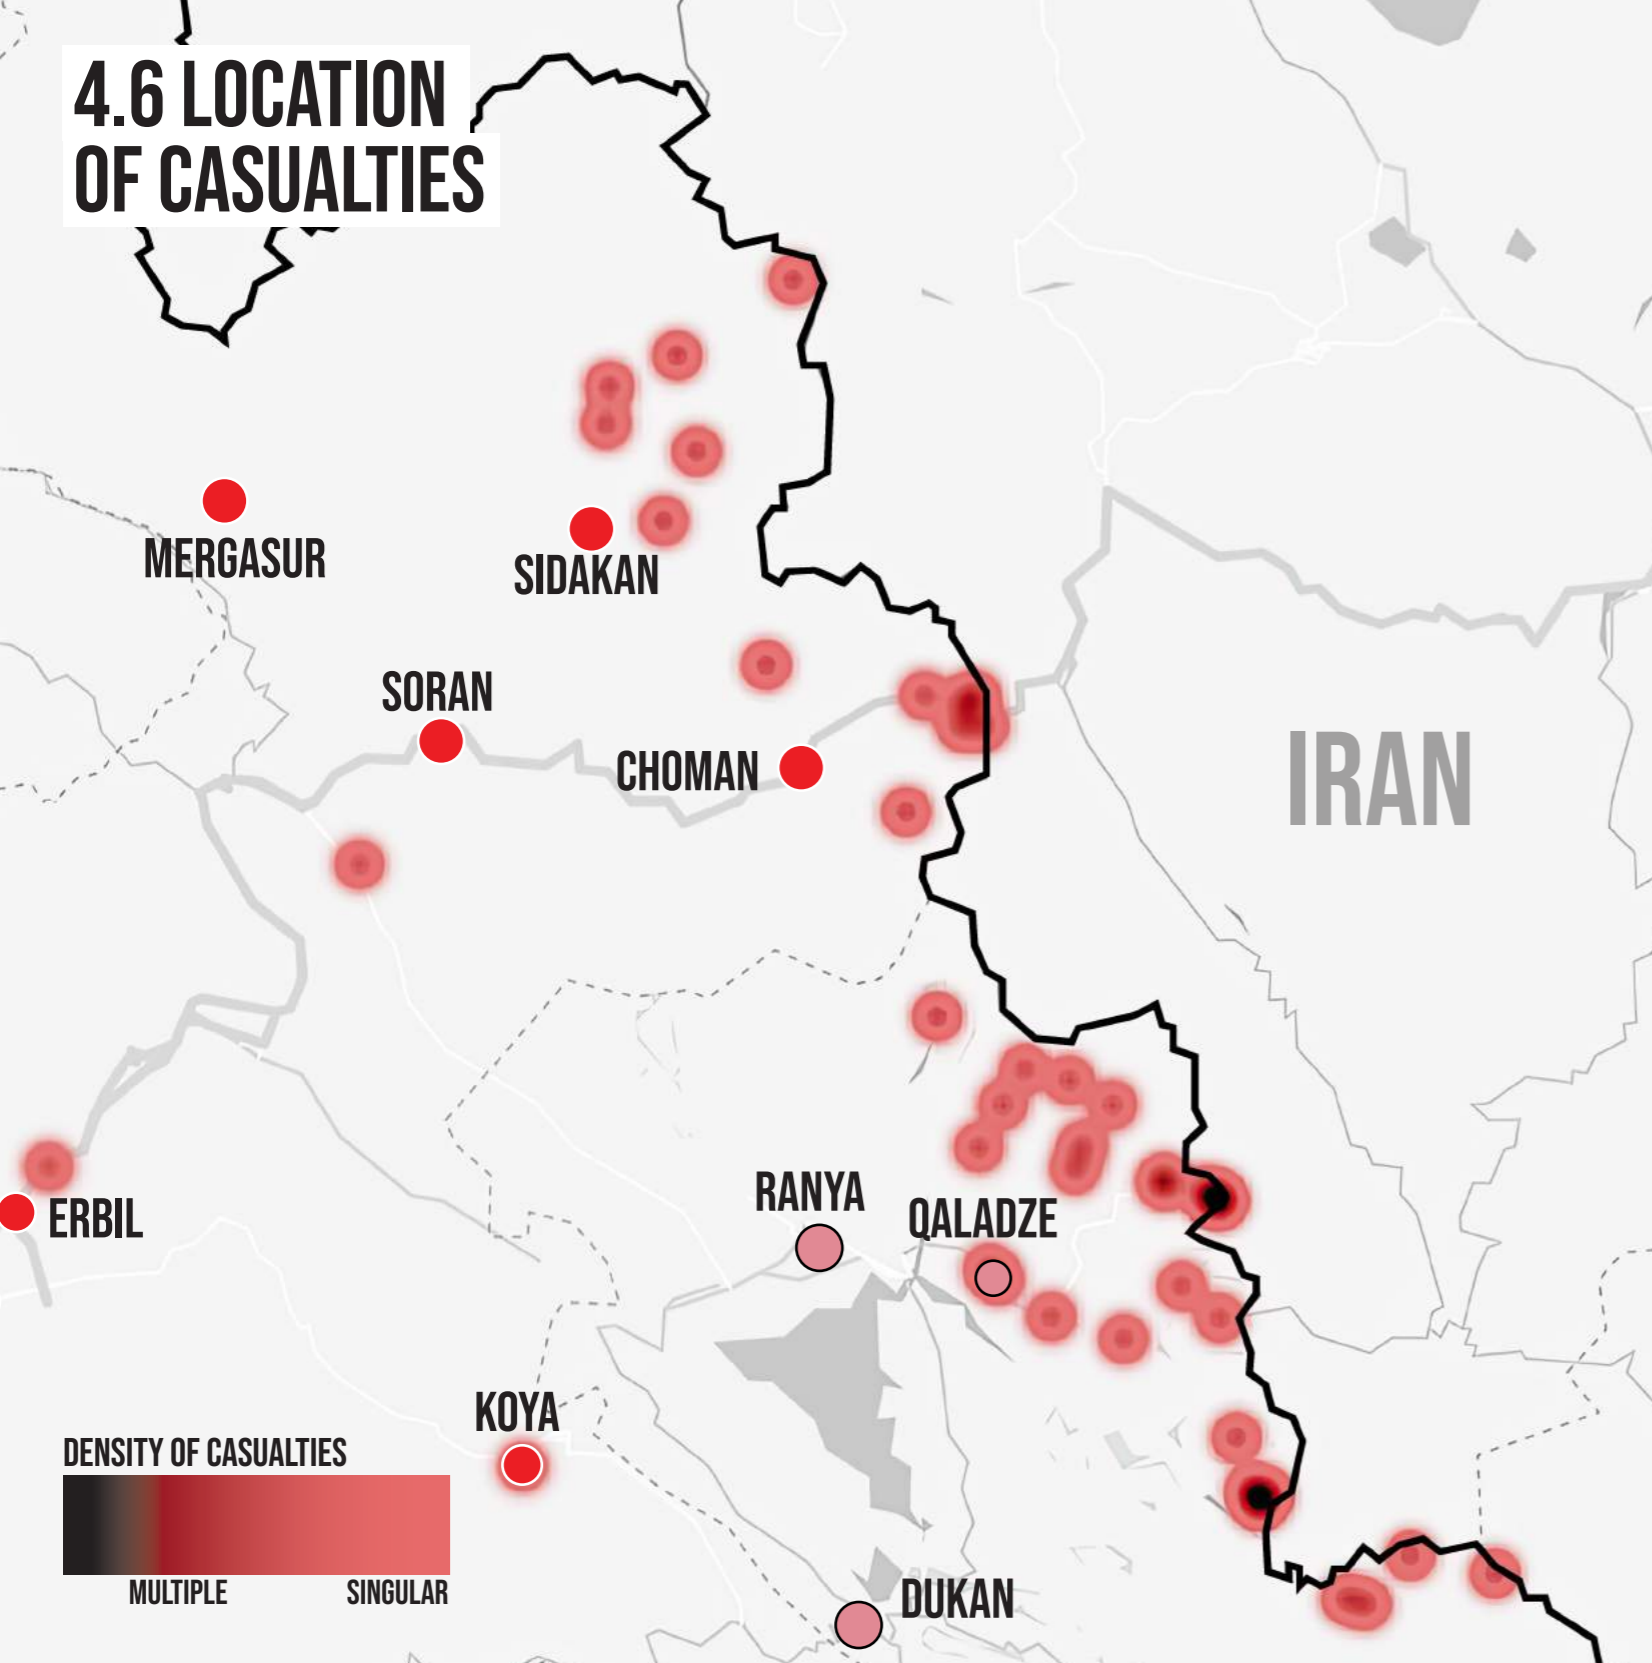 4.6 LOCATION
OF CASUALTIES
MERGASUR
SIDAKAN
SORAN
CHOMAN
IRAN
RANYA
QALADZE
ERBIL
KOYA
DENSITY OF CASUALTIES
MULTIPLE
SINGULAR
DUKAN